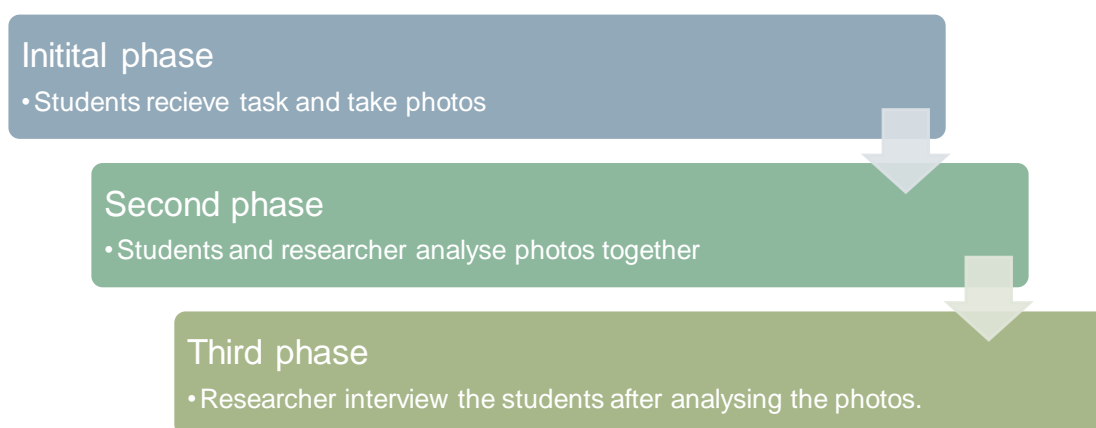 Initital phase
• Students recieve task and take photos
Second phase
• Students and researcher analyse photos together
Third phase
• Researcher interview the students after analysing the photos.